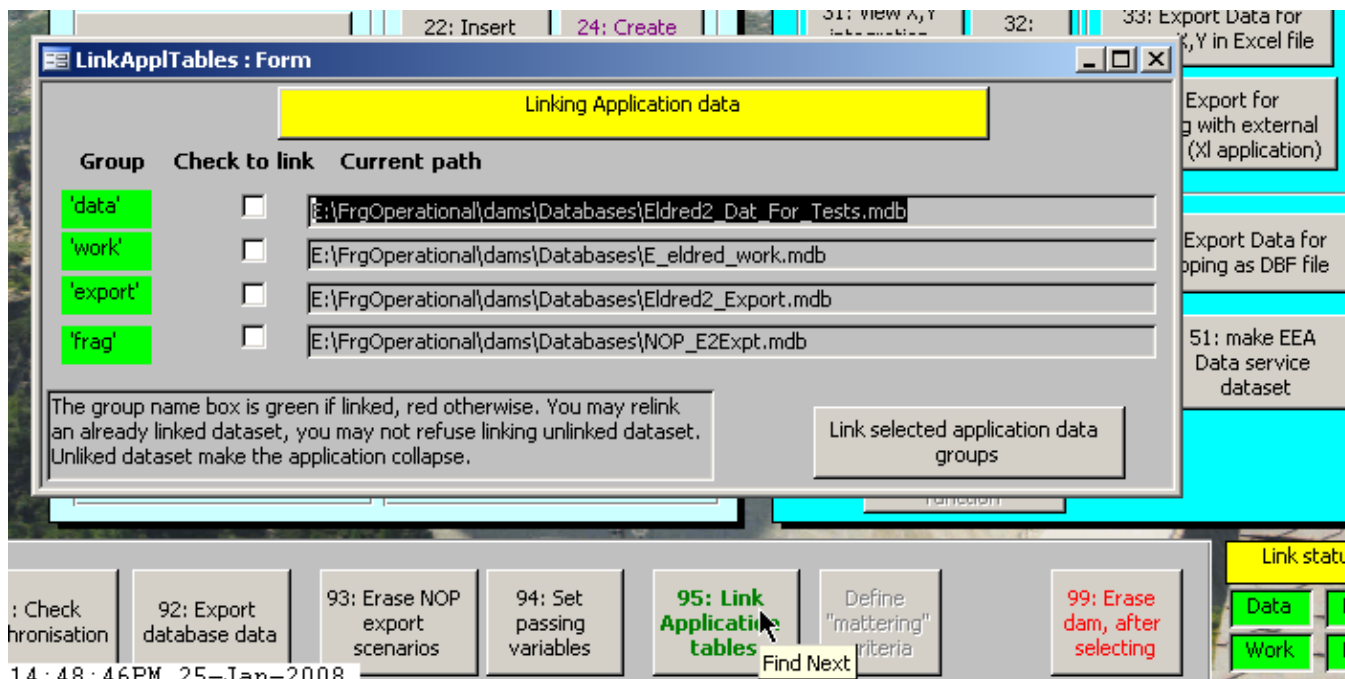 22: Insert
24: Create
31: View X,Y
32:
33: Export Data for
X,Y in Excel file
LinkApplTables : Form
Linking Application data
Export for
g with external
(Xl application)
Group Check to link Current path
'data' E:\FrgOperational\dams\Databases\Eldred2_Dat_For_Tests.mdb
'work' E:\FrgOperational\dams\Databases\E_eldred_work.mdb
'export' E:\FrgOperational\dams\Databases\Eldred2_Export.mdb
'frag' E:\FrgOperational\dams\Databases\NOP_E2Expt.mdb
Export Data for
pping as DBF file
51: make EEA
Data service
dataset
The group name box is green if linked, red otherwise. You may relink
an already linked dataset, you may not refuse linking unlinked dataset.
Unliked dataset make the application collapse.
Link selected application data
groups
function
: Check
hronisation
92: Export
database data
93: Erase NOP
export
scenarios
94: Set
passing
variables
95: Link
Application
tables
Define
"mattering"
criteria
Find Next
99: Erase
dam, after
selecting
Link statu
Data
Work
14:48:46PM 25-Jan-2008